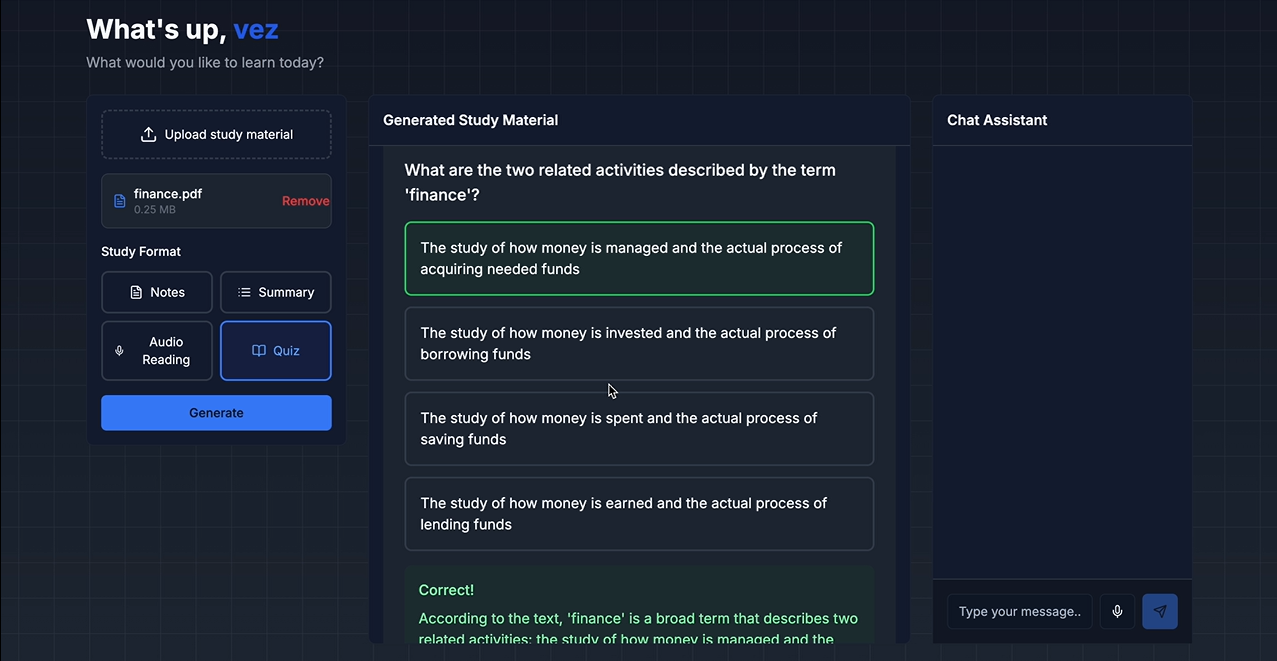 What's up, vez
What would you like to learn today?
Upload study material
finance.pdf
0.25 MB
Remove
Study Format
Notes
Summary
Audio
Reading
Quiz
Generate
Generated Study Material
What are the two related activities described by the term
'finance'?
The study of how money is managed and the actual process of
acquiring needed funds
The study of how money is invested and the actual process of
borrowing funds
The study of how money is spent and the actual process of
saving funds
The study of how money is earned and the actual process of
lending funds
Correct!
According to the text, 'finance' is a broad term that describes two
related activities: the study of how money is managed and the
Chat Assistant
Type your message..